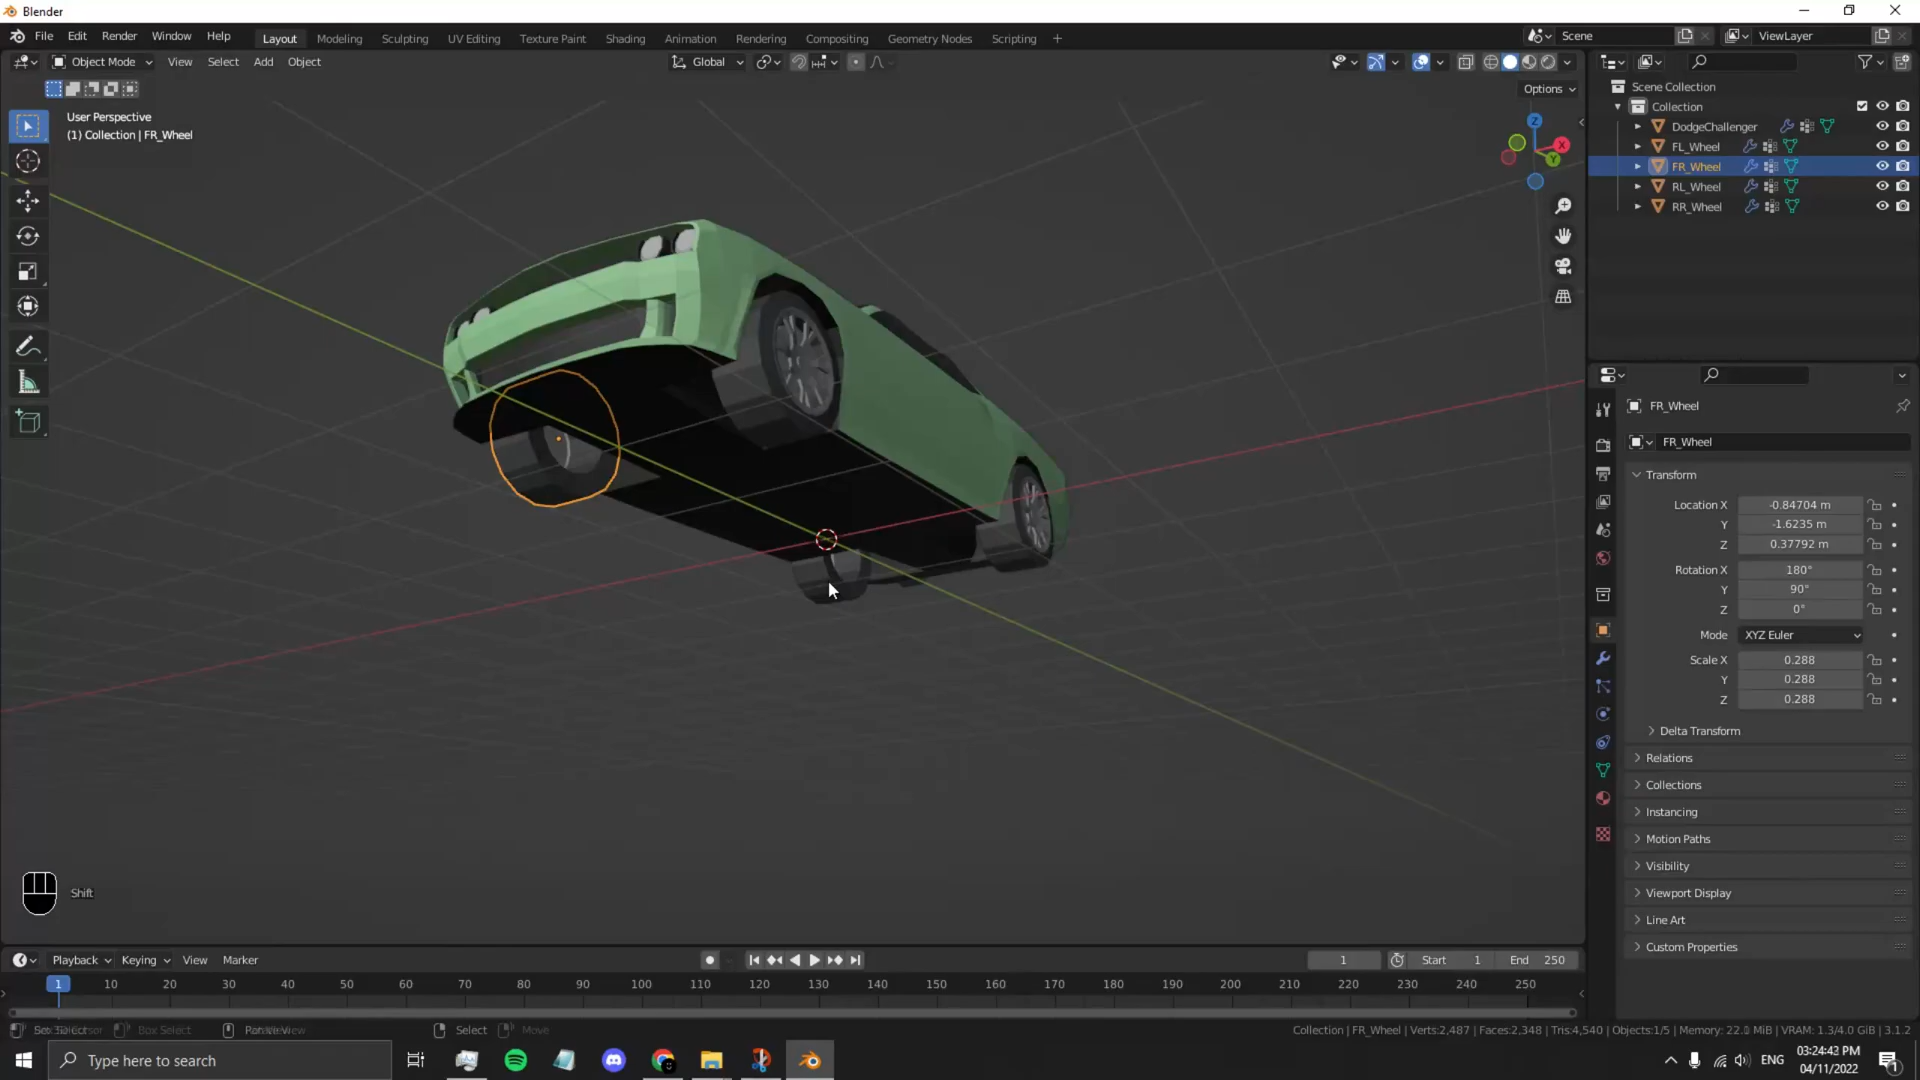 Blender
File Edit Render Window Help
Layout Modeling Sculpting UV Editing Texture Paint Shading Animation Rendering Compositing Geometry Nodes Scripting +
Scene
ViewLayer
Object Mode View Select Add Object
Global
Options
User Perspective
(1) Collection | FR_Wheel
Z
X
Y
Scene Collection
Collection
DodgeChallenger
FL_Wheel
FR_Wheel
RL_Wheel
RR_Wheel
FR_Wheel
FR_Wheel
Transform
Location X -0.84704 m
Y -1.6235 m
Z 0.37792 m
Rotation X 180°
Y 90°
Z 0°
Mode XYZ Euler
Scale X 0.288
Y 0.288
Z 0.288
Delta Transform
Relations
Collections
Instancing
Motion Paths
Visibility
Viewport Display
Line Art
Custom Properties
Shift
Playback Keying View Marker
1
Start 1
End 250
1 10 20 30 40 50 60 70 80 90 100 110 120 130 140 150 160 170 180 190 200 210 220 230 240 250
Box Select
Select
Move
Collection | FR_Wheel | Verts:2,487 | Faces:2,348 | Tris:4,540 | Objects:1/5 | Memory: 22.0 MiB | VRAM: 1.3/4.0 GiB | 3.1.2
Type here to search
ENG
03:24:43 PM
04/11/2022
1